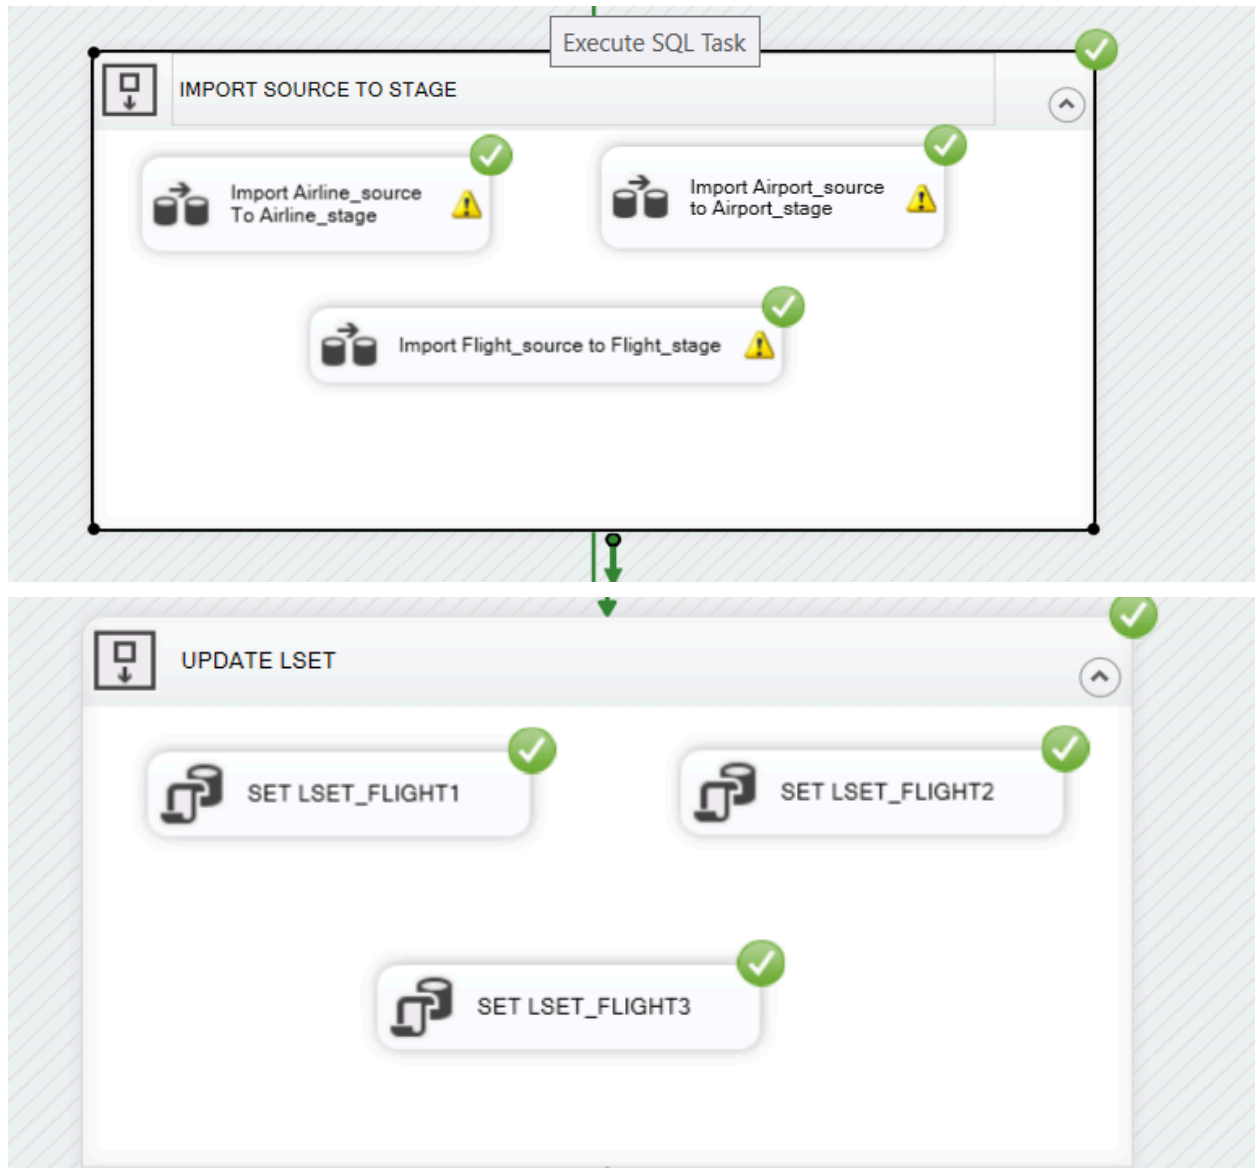 Execute SQL Task
IMPORT SOURCE TO STAGE
Import Airline_source
To Airline_stage
Import Airport_source
to Airport_stage
Import Flight_source to Flight_stage
UPDATE LSET
SET LSET_FLIGHT1
SET LSET_FLIGHT2
SET LSET_FLIGHT3